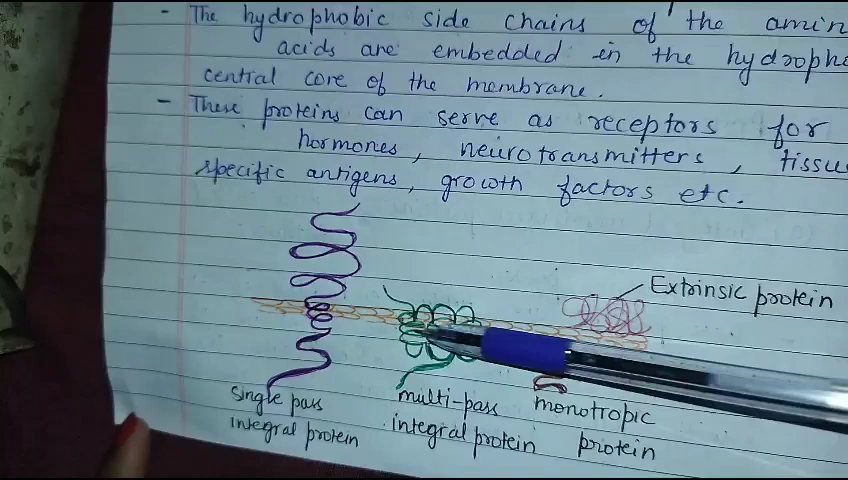 - The hydrophobic side chains of the amin
acids are embedded in the hydropho
central core of the membrane.
- These proteins can serve as receptors for
hormones, neurotransmitters, tissue
specific antigens, growth factors etc.
Extrinsic protein
single pass
integral protein
multi-pass
integral protein
monotropic
protein